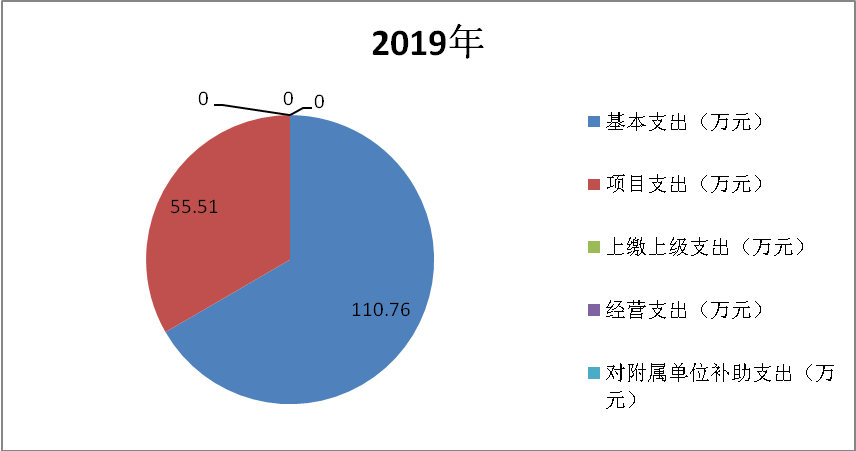 2019年
0
0
0
55.51
110.76
基本支出（万元）
项目支出（万元）
上缴上级支出（万元）
经营支出（万元）
对附属单位补助支出（万
元）